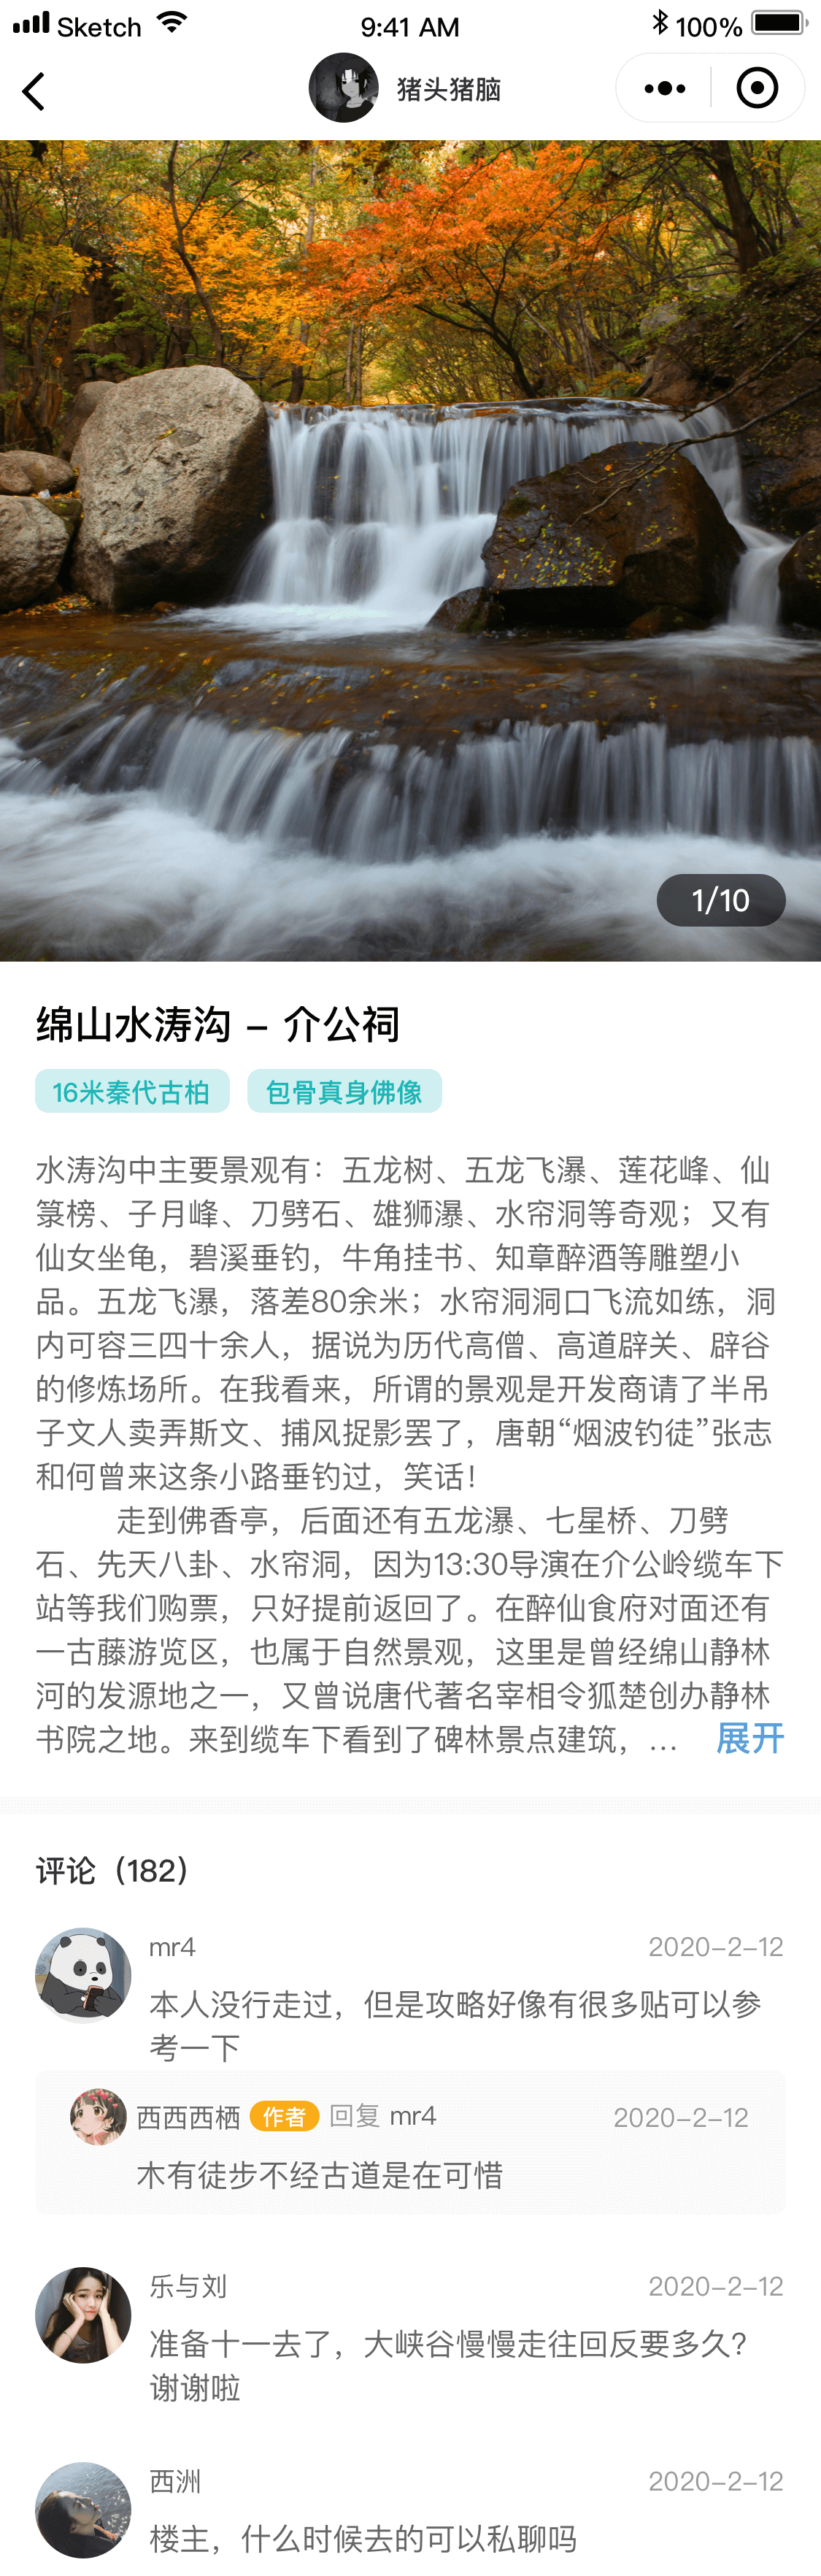 Sketch 9:41 AM 100%
猪头猪脑
1/10
绵山水涛沟 – 介公祠
16米秦代古柏 包骨真身佛像
水涛沟中主要景观有：五龙树、五龙飞瀑、莲花峰、仙
箓榜、子月峰、刀劈石、雄狮瀑、水帘洞等奇观；又有
仙女坐龟，碧溪垂钓，牛角挂书、知章醉酒等雕塑小
品。五龙飞瀑，落差80余米；水帘洞洞口飞流如练，洞
内可容三四十余人，据说为历代高僧、高道辟关、辟谷
的修炼场所。在我看来，所谓的景观是开发商请了半吊
子文人卖弄斯文、捕风捉影罢了，唐朝“烟波钓徒”张志
和何曾来这条小路垂钓过，笑话！
走到佛香亭，后面还有五龙瀑、七星桥、刀劈
石、先天八卦、水帘洞，因为13:30导演在介公岭缆车下
站等我们购票，只好提前返回了。在醉仙食府对面还有
一古藤游览区，也属于自然景观，这里是曾经绵山静林
河的发源地之一，又曾说唐代著名宰相令狐楚创办静林
书院之地。来到缆车下看到了碑林景点建筑，... 展开
评论（182）
mr4 2020-2-12
本人没行走过，但是攻略好像有很多贴可以参
考一下
西西西栖 作者 回复 mr4 2020-2-12
木有徒步不经古道是在可惜
乐与刘 2020-2-12
准备十一去了，大峡谷慢慢走往回反要多久？
谢谢啦
西洲 2020-2-12
楼主，什么时候去的可以私聊吗